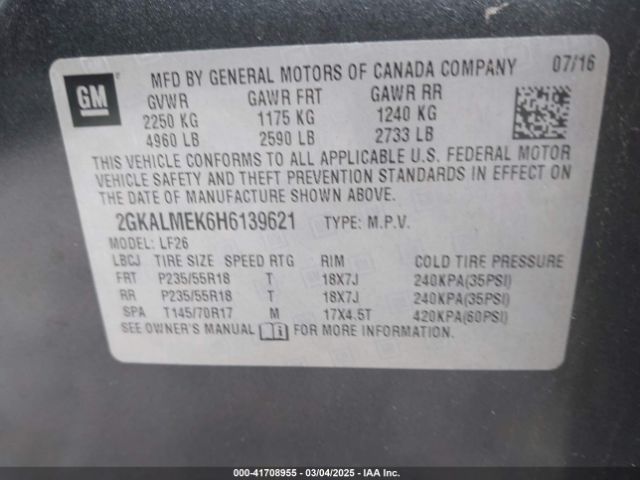 GM
MFD BY GENERAL MOTORS OF CANADA COMPANY 07/16
GVWR GAWR FRT GAWR RR
2250 KG 1175 KG 1240 KG
4960 LB 2590 LB 2733 LB
THIS VEHICLE CONFORMS TO ALL APPLICABLE U.S. FEDERAL MOTOR
VEHICLE SAFETY AND THEFT PREVENTION STANDARDS IN EFFECT ON
THE DATE OF MANUFACTURE SHOWN ABOVE.
2GKALMEK6H6139621 TYPE: M.P.V.
MODEL: LF26
LBCJ TIRE SIZE SPEED RTG RIM COLD TIRE PRESSURE
FRT P235/55R18 T 18X7J 240KPA(35PSI)
RR P235/55R18 T 18X7J 240KPA(35PSI)
SPA T145/70R17 M 17X4.5T 420KPA(60PSI)
SEE OWNER'S MANUAL FOR MORE INFORMATION.
000-41708955 — 03/04/2025 — IAA Inc.